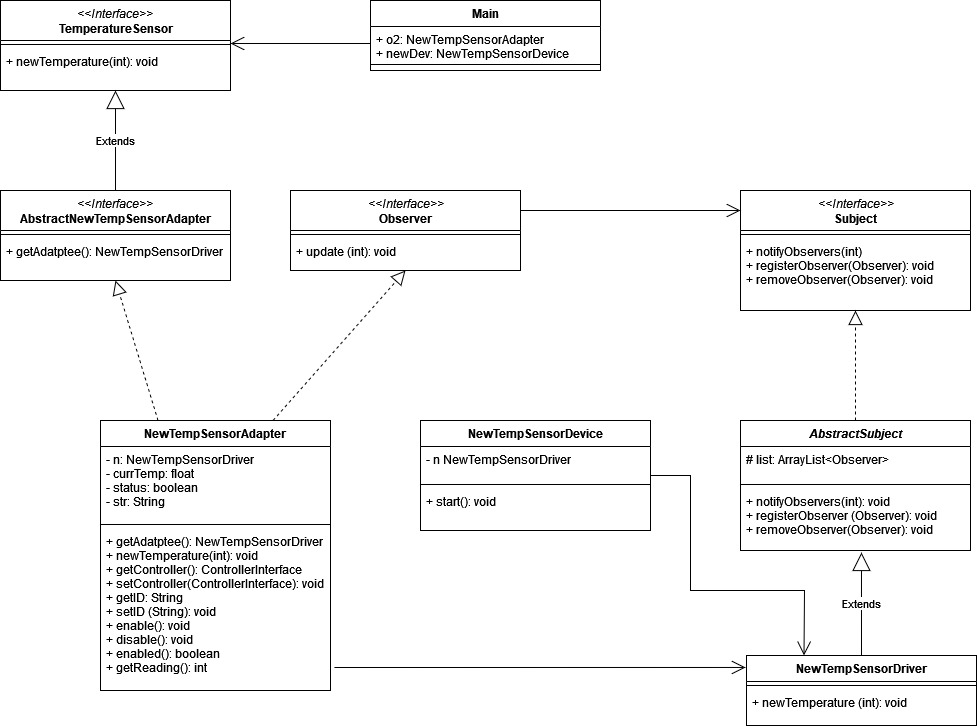 <<Interface>>
TemperatureSensor
+ newTemperature(int): void
Main
+ o2: NewTempSensorAdapter
+ newDev: NewTempSensorDevice
Extends
<<Interface>>
AbstractNewTempSensorAdapter
+ getAdatptee(): NewTempSensorDriver
<<Interface>>
Observer
+ update (int): void
<<Interface>>
Subject
+ notifyObservers(int)
+ registerObserver(Observer): void
+ removeObserver(Observer): void
NewTempSensorAdapter
- n: NewTempSensorDriver
- currTemp: float
- status: boolean
- str: String
+ getAdatptee(): NewTempSensorDriver
+ newTemperature(int): void
+ getController(): ControllerInterface
+ setController(ControllerInterface): void
+ getID: String
+ setID (String): void
+ enable(): void
+ disable(): void
+ enabled(): boolean
+ getReading(): int
NewTempSensorDevice
- n NewTempSensorDriver
+ start(): void
AbstractSubject
# list: ArrayList<Observer>
+ notifyObservers(int): void
+ registerObserver (Observer): void
+ removeObserver(Observer): void
Extends
NewTempSensorDriver
+ newTemperature (int): void